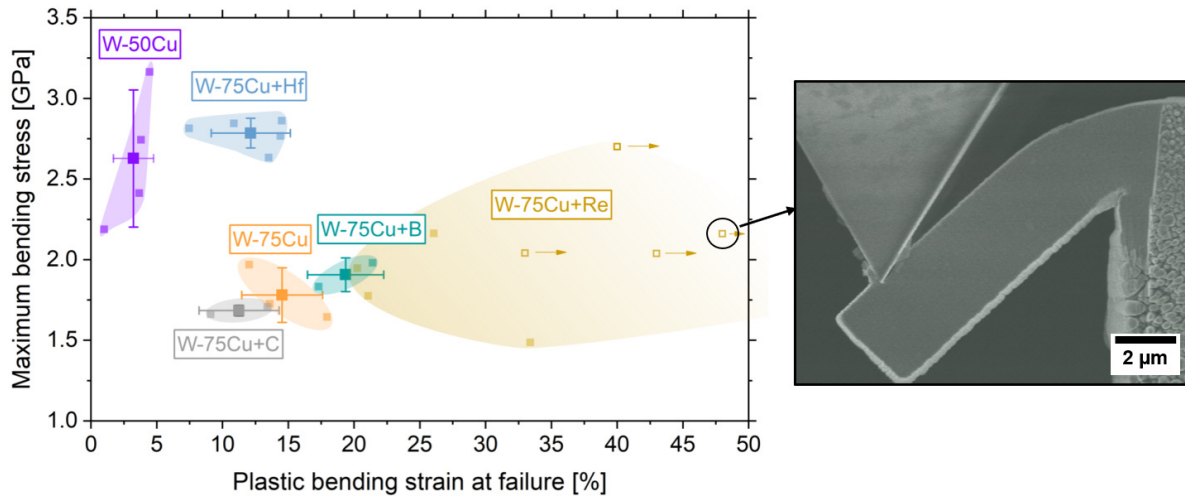 Maximum bending stress [GPa]
3.5
3.0
2.5
2.0
1.5
1.0
W-50Cu
W-75Cu+Hf
W-75Cu+Re
W-75Cu
W-75Cu+B
W-75Cu+C
0 5 10 15 20 25 30 35 40 45 50
Plastic bending strain at failure [%]
2 µm